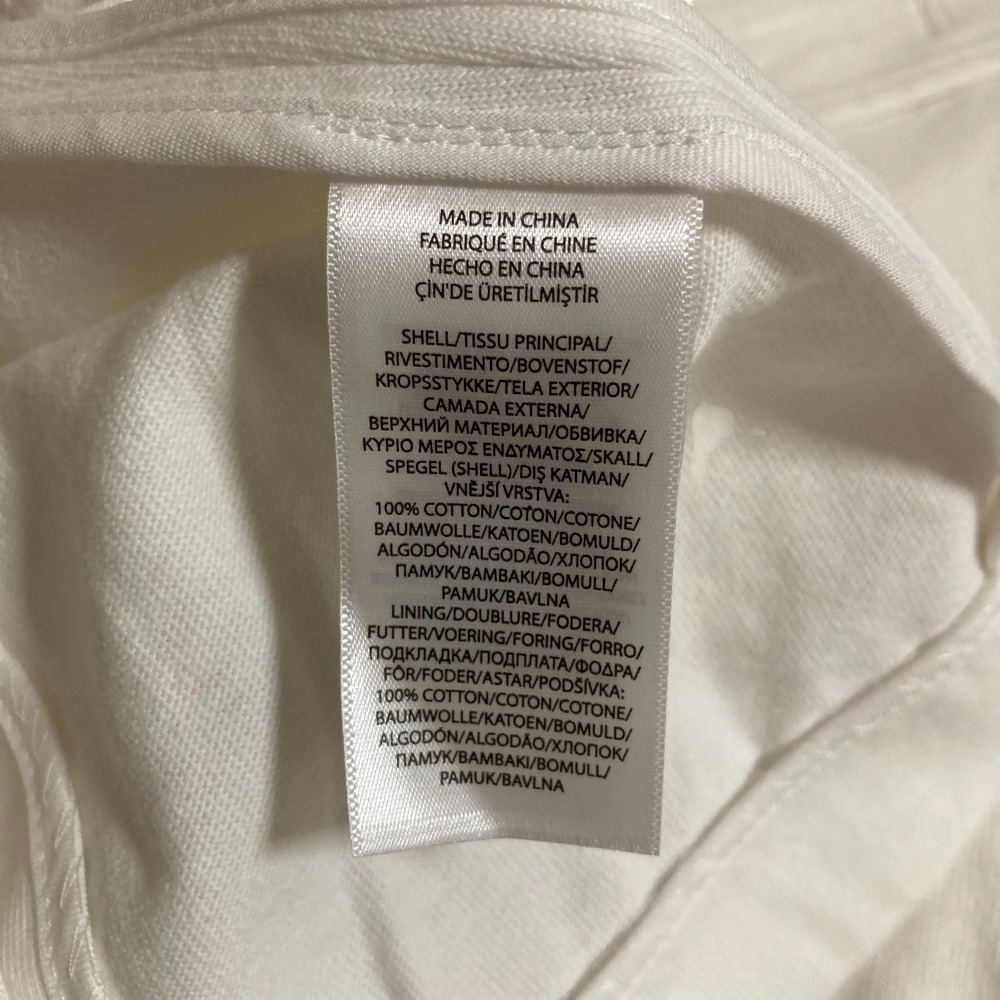 MADE IN CHINA
FABRIQUÉ EN CHINE
HECHO EN CHINA
ÇİN'DE ÜRETİLMİŞTİR
SHELL/TISSU PRINCIPAL/
RIVESTIMENTO/BOVENSTOF/
KROPSSTYKKE/TELA EXTERIOR/
CAMADA EXTERNA/
ВЕРХНИЙ МАТЕРИАЛ/ОБВИВКА/
ΚΥΡΙΟ ΜΕΡΟΣ ΕΝΔΥΜΑΤΟΣ/SKALL/
SPEGEL (SHELL)/DIŞ KATMAN/
VNĚJŠÍ VRSTVA:
100% COTTON/COTON/COTONE/
BAUMWOLLE/KATOEN/BOMULD/
ALGODÓN/ALGODÃO/ХЛОПОК/
ПАМУК/ΒΑΜΒΑΚΙ/BOMULL/
PAMUK/BAVLNA
LINING/DOUBLURE/FODERA/
FUTTER/VOERING/FORING/FORRO/
ПОДКЛАДКА/ПОДПЛАТА/ΦΟΔΡΑ/
FÔR/FODER/ASTAR/PODŠÍVKA:
100% COTTON/COTON/COTONE/
BAUMWOLLE/KATOEN/BOMULD/
ALGODÓN/ALGODÃO/ХЛОПОК/
ПАМУК/ΒΑΜΒΑΚΙ/BOMULL/
PAMUK/BAVLNA